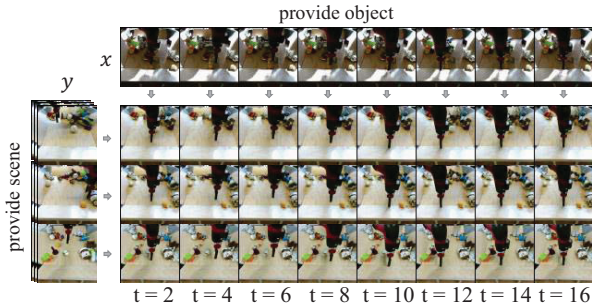 provide object
x
y
provide scene
t = 2 t = 4 t = 6 t = 8 t = 10 t = 12 t = 14 t = 16